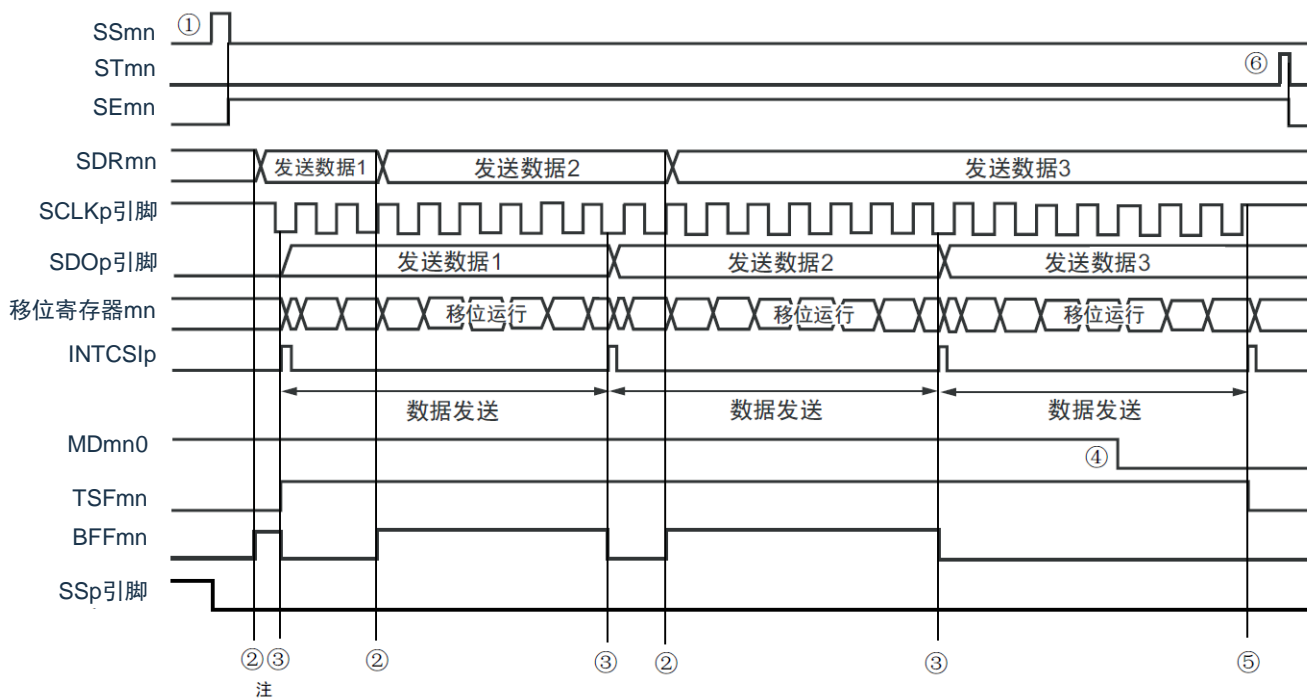 SSmn ①
STmn ⑥
SEmn
SDRmn 发送数据1 发送数据2 发送数据3
SCLKp引脚
SDOp引脚 发送数据1 发送数据2 发送数据3
移位寄存器mn 移位运行 移位运行 移位运行
INTCSIp
数据发送 数据发送 数据发送
MDmn0 ④
TSFmn
BFFmn
SSp引脚
② ③ ② ③ ② ③ ⑤
注